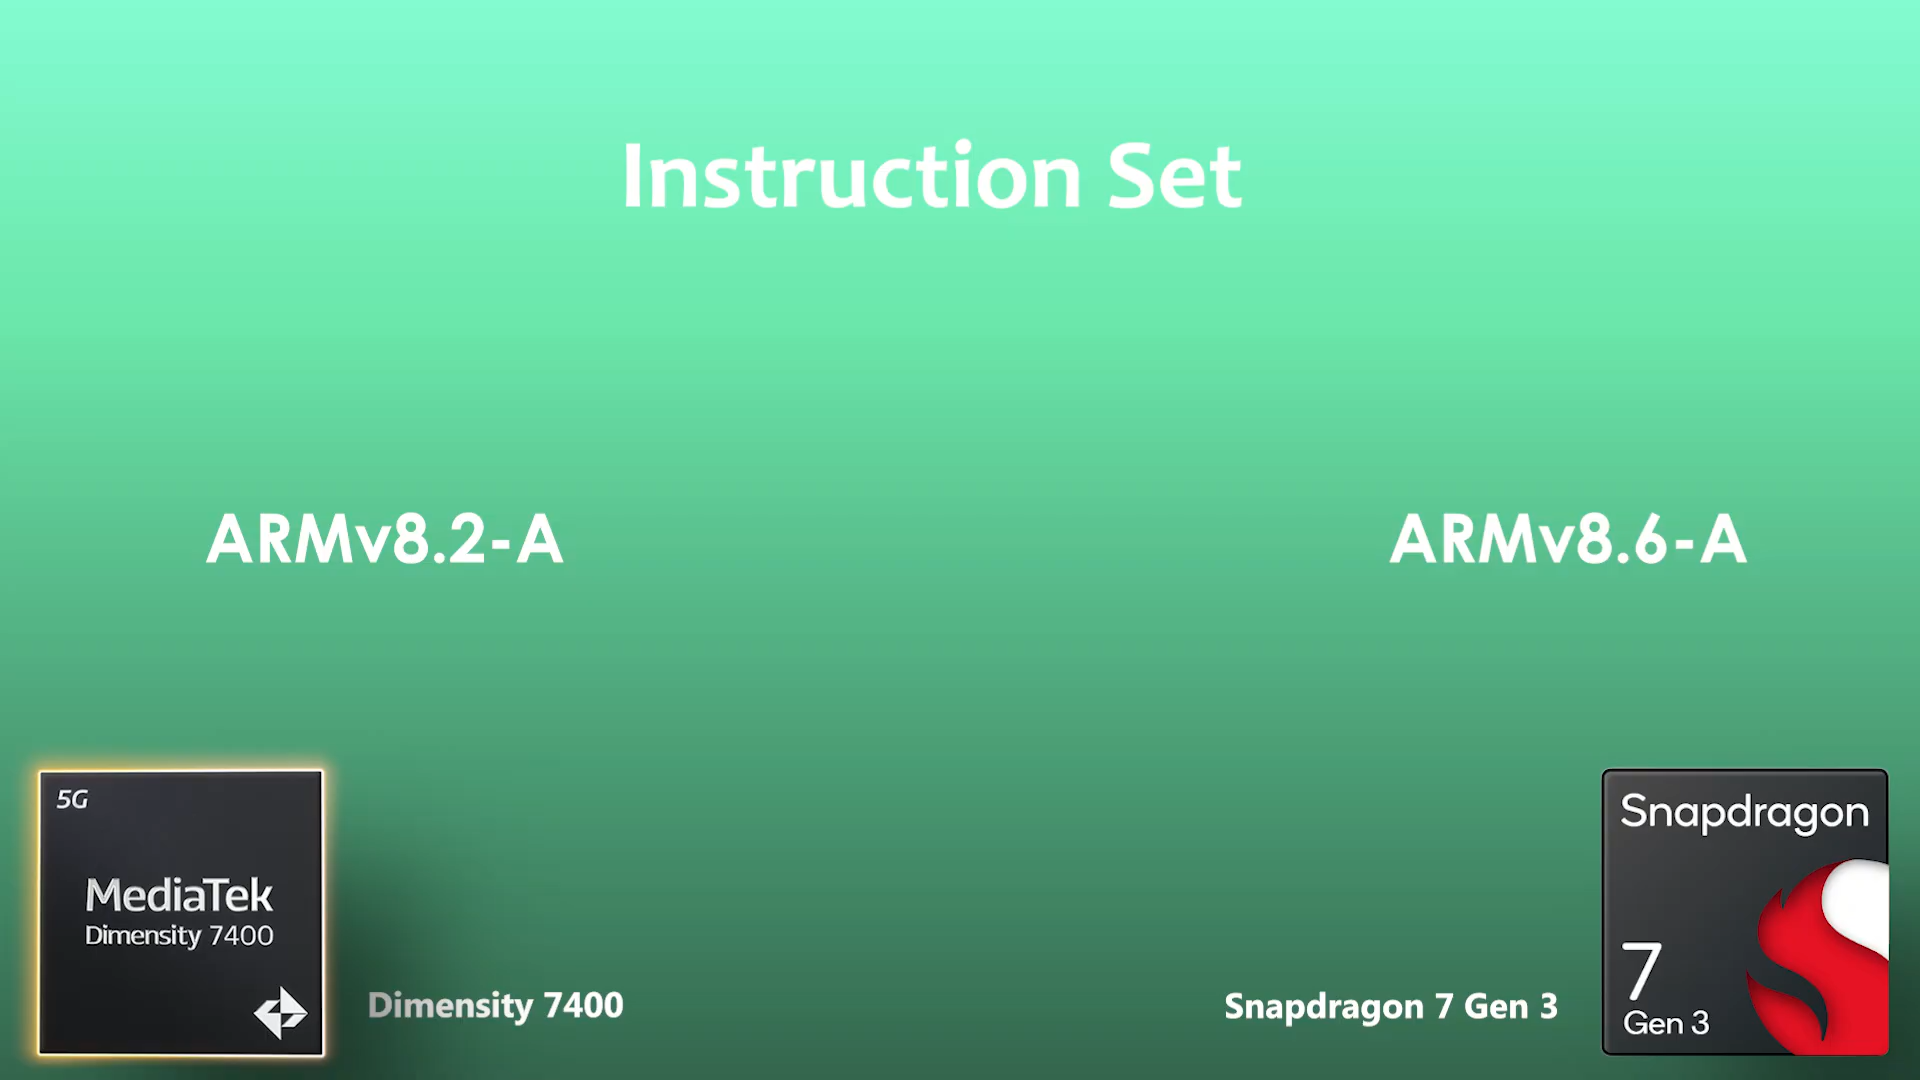 Instruction Set
ARMv8.2-A
ARMv8.6-A
5G
MediaTek
Dimensity 7400
Dimensity 7400
Snapdragon 7 Gen 3
Snapdragon
7
Gen 3